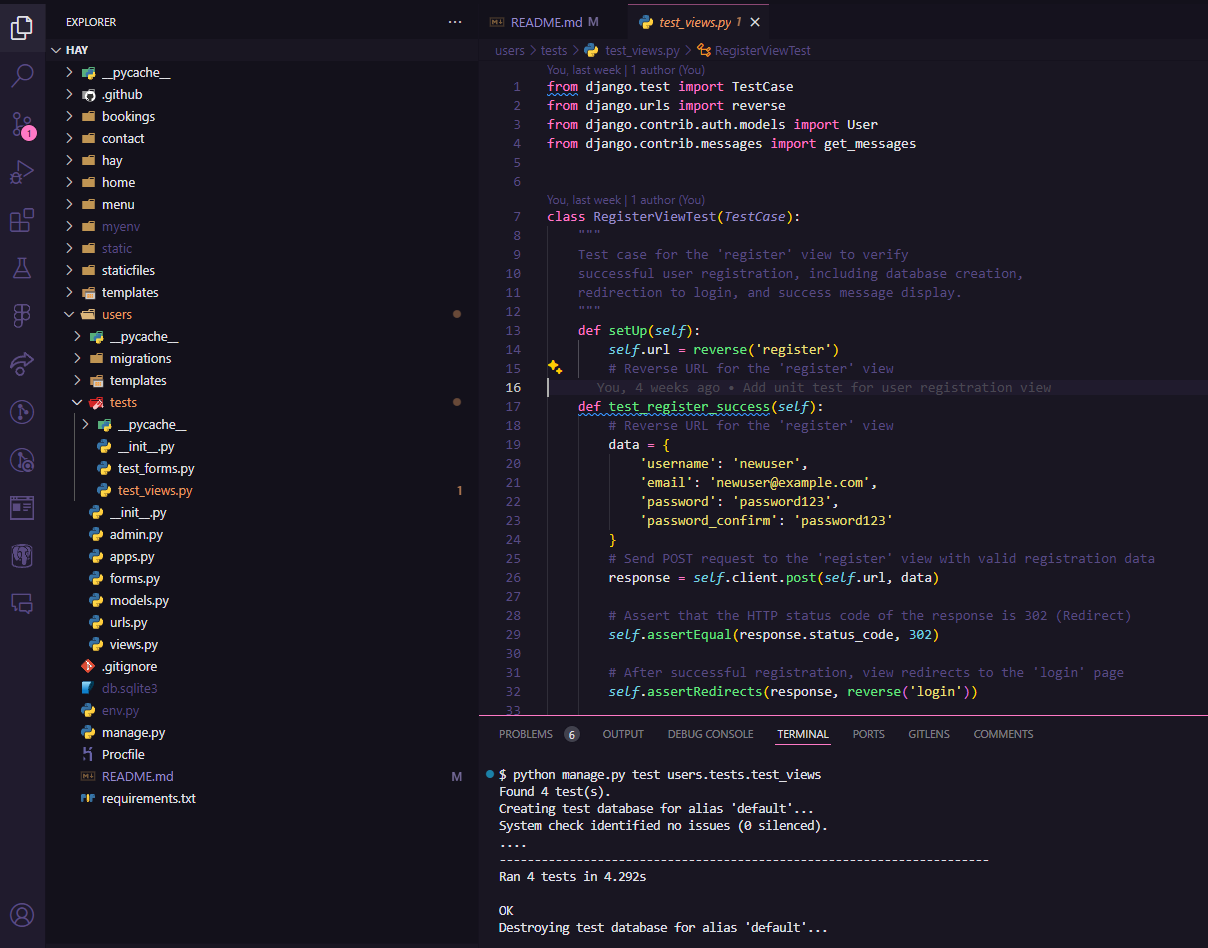 EXPLORER
HAY
__pycache__
.github
bookings
contact
hay
home
menu
myenv
static
staticfiles
templates
users
__pycache__
migrations
templates
tests
__pycache__
__init__.py
test_forms.py
test_views.py 1
__init__.py
admin.py
apps.py
forms.py
models.py
urls.py
views.py
.gitignore
db.sqlite3
env.py
manage.py
Procfile
README.md M
requirements.txt
1
README.md M
test_views.py 1
users > tests > test_views.py > RegisterViewTest
You, last week | 1 author (You)
1 from django.test import TestCase
2 from django.urls import reverse
3 from django.contrib.auth.models import User
4 from django.contrib.messages import get_messages
5
6
You, last week | 1 author (You)
7 class RegisterViewTest(TestCase):
8 """
9 Test case for the 'register' view to verify
10 successful user registration, including database creation,
11 redirection to login, and success message display.
12 """
13 def setUp(self):
14 self.url = reverse('register')
15 # Reverse URL for the 'register' view
16 You, 4 weeks ago • Add unit test for user registration view
17 def test_register_success(self):
18 # Reverse URL for the 'register' view
19 data = {
20 'username': 'newuser',
21 'email': 'newuser@example.com',
22 'password': 'password123',
23 'password_confirm': 'password123'
24 }
25 # Send POST request to the 'register' view with valid registration data
26 response = self.client.post(self.url, data)
27
28 # Assert that the HTTP status code of the response is 302 (Redirect)
29 self.assertEqual(response.status_code, 302)
30
31 # After successful registration, view redirects to the 'login' page
32 self.assertRedirects(response, reverse('login'))
33
PROBLEMS 6 OUTPUT DEBUG CONSOLE TERMINAL PORTS GITLENS COMMENTS
$ python manage.py test users.tests.test_views
Found 4 test(s).
Creating test database for alias 'default'...
System check identified no issues (0 silenced).
....
----------------------------------------------------------------------
Ran 4 tests in 4.292s
OK
Destroying test database for alias 'default'...